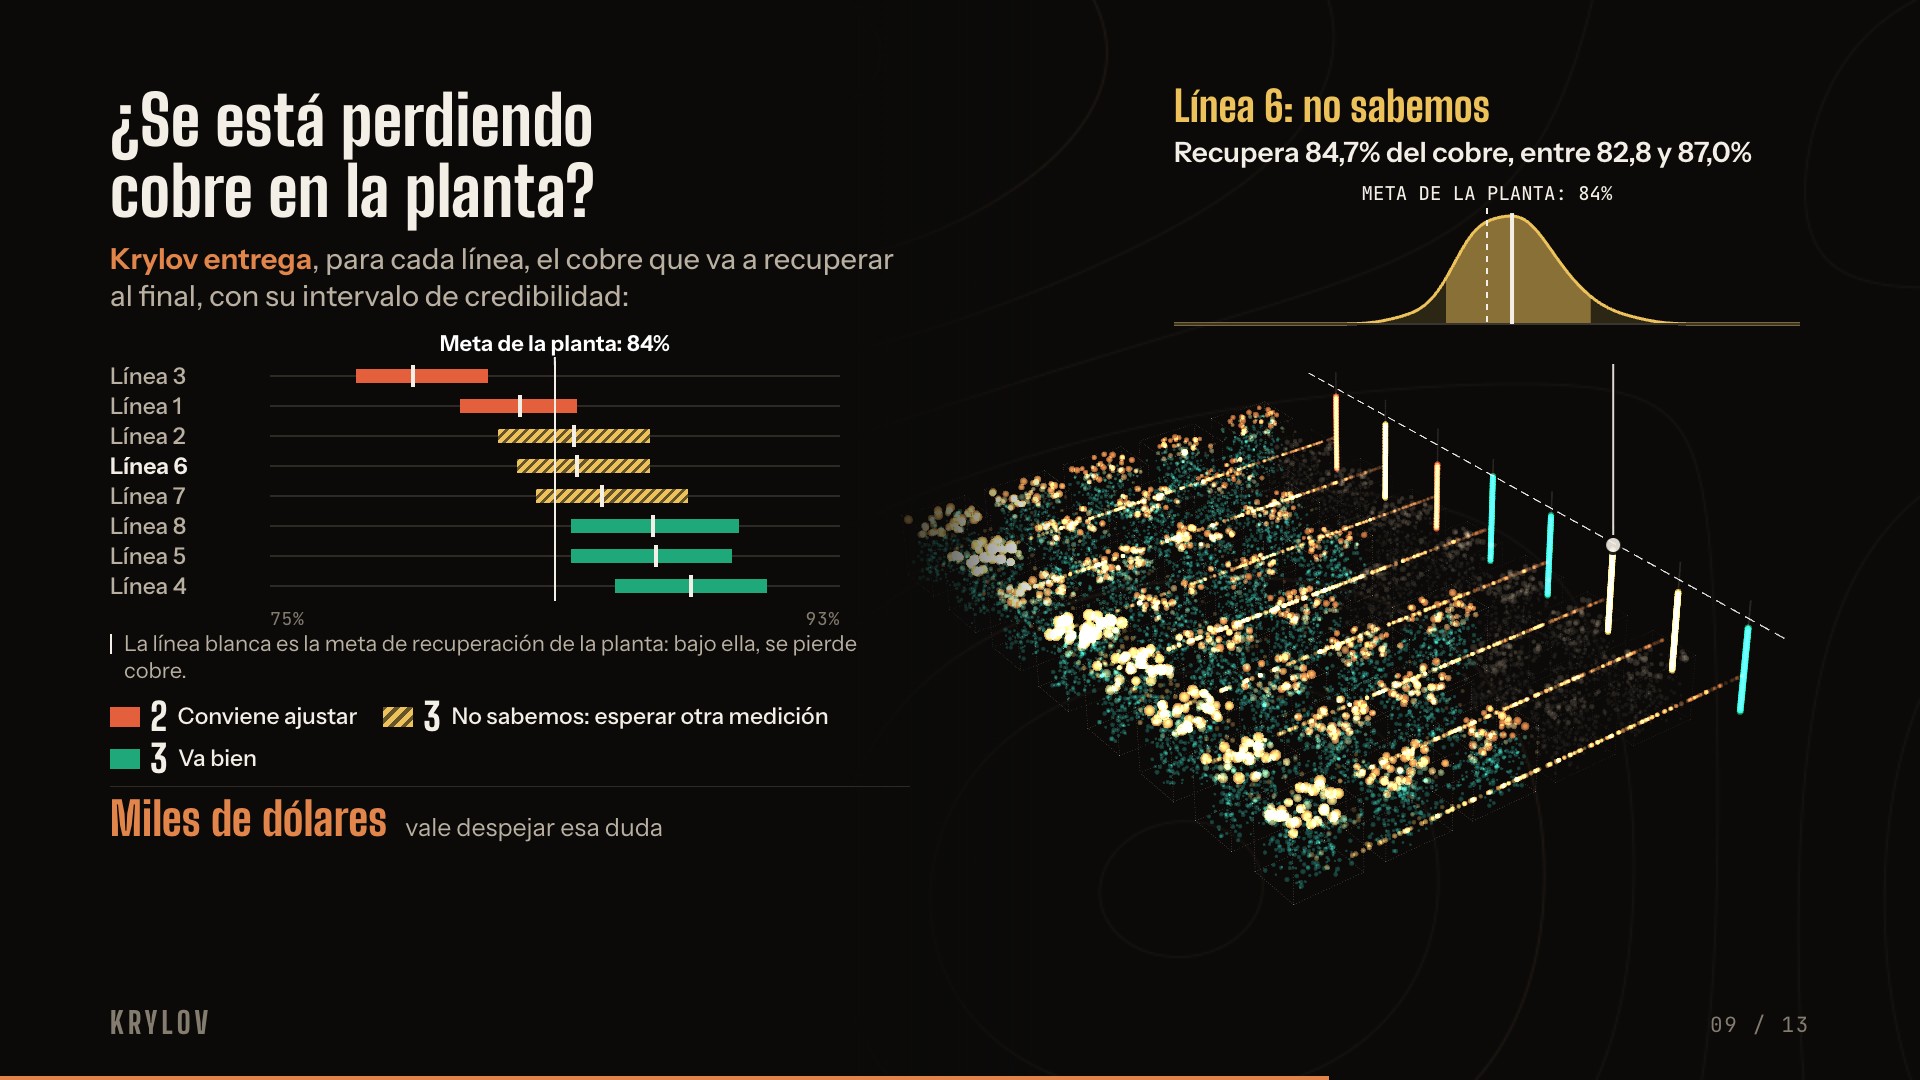 ¿Se está perdiendo
cobre en la planta?
Krylov entrega, para cada línea, el cobre que va a recuperar
al final, con su intervalo de credibilidad:
Meta de la planta: 84%
Línea 3
Línea 1
Línea 2
Línea 6
Línea 7
Línea 8
Línea 5
Línea 4
75% 93%
La línea blanca es la meta de recuperación de la planta: bajo ella, se pierde
cobre.
2 Conviene ajustar 3 No sabemos: esperar otra medición
3 Va bien
Miles de dólares vale despejar esa duda
Línea 6: no sabemos
Recupera 84,7% del cobre, entre 82,8 y 87,0%
META DE LA PLANTA: 84%
KRYLOV
09 / 13